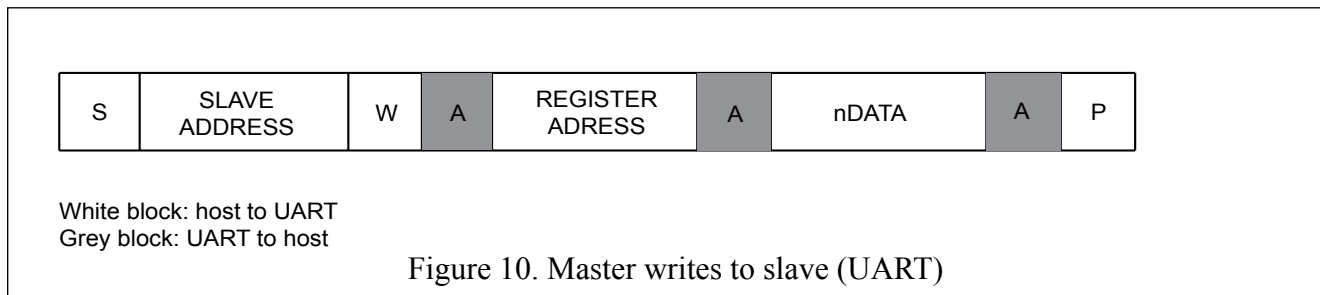 S
SLAVE
ADDRESS
W
A
REGISTER
ADRESS
A
nDATA
A
P
White block: host to UART
Grey block: UART to host
Figure 10. Master writes to slave (UART)